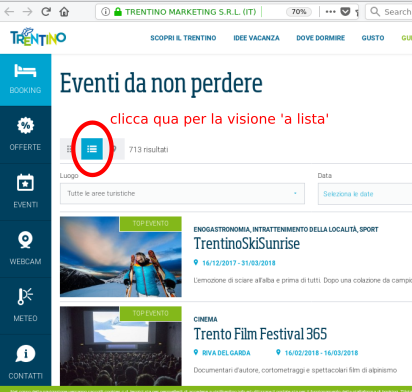 TRENTINO MARKETING S.R.L. (IT)
70%
Search
TRENTINO
SCOPRI IL TRENTINO IDEE VACANZA DOVE DORMIRE GUSTO GU
BOOKING
OFFERTE
EVENTI
WEBCAM
METEO
CONTATTI
Eventi da non perdere
clicca qua per la visione 'a lista'
713 risultati
Luogo
Tutte le aree turistiche
Data
Seleziona le date
TOP EVENTO
ENOGASTRONOMIA, INTRATTENIMENTO DELLA LOCALITÀ, SPORT
TrentinoSkiSunrise
16/12/2017 - 31/03/2018
L'emozione di sciare all'alba e prima di tutti. Dopo una colazione da campio
TOP EVENTO
CINEMA
Trento Film Festival 365
RIVA DEL GARDA 16/02/2018 - 16/03/2018
Documentari d'autore, cortometraggi e spettacolari film di alpinismo